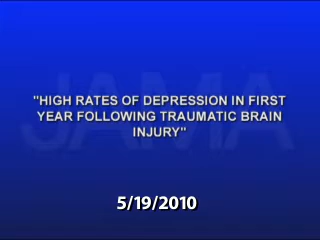 JAMA
"HIGH RATES OF DEPRESSION IN FIRST
YEAR FOLLOWING TRAUMATIC BRAIN
INJURY"
5/19/2010